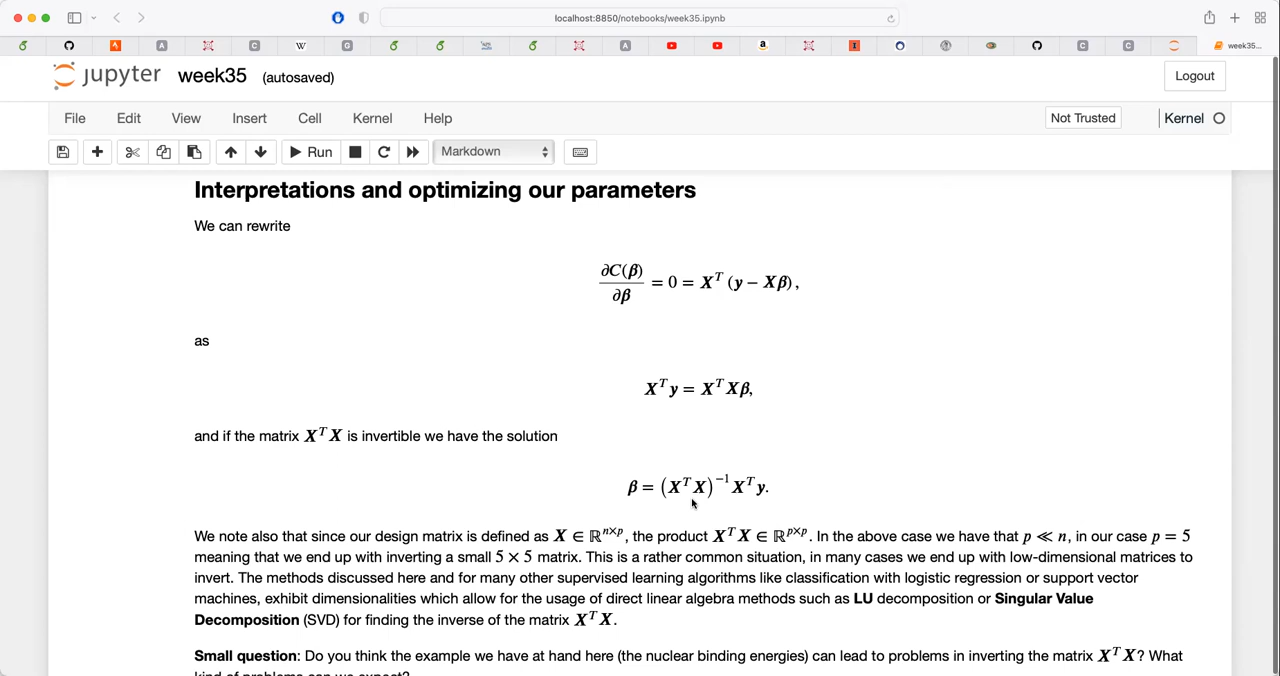 localhost:8850/notebooks/week35.ipynb
week35...
jupyter week35 (autosaved)
Logout
File Edit View Insert Cell Kernel Help
Not Trusted
Kernel
Run
Markdown
Interpretations and optimizing our parameters
We can rewrite
∂C(β)/∂β = 0 = X^T (y − Xβ),
as
X^T y = X^T Xβ,
and if the matrix X^T X is invertible we have the solution
β = (X^T X)^−1 X^T y.
We note also that since our design matrix is defined as X ∈ ℝ^n×p, the product X^T X ∈ ℝ^p×p. In the above case we have that p ≪ n, in our case p = 5
meaning that we end up with inverting a small 5 × 5 matrix. This is a rather common situation, in many cases we end up with low-dimensional matrices to
invert. The methods discussed here and for many other supervised learning algorithms like classification with logistic regression or support vector
machines, exhibit dimensionalities which allow for the usage of direct linear algebra methods such as LU decomposition or Singular Value
Decomposition (SVD) for finding the inverse of the matrix X^T X.
Small question: Do you think the example we have at hand here (the nuclear binding energies) can lead to problems in inverting the matrix X^T X? What
kind of problems can we expect?